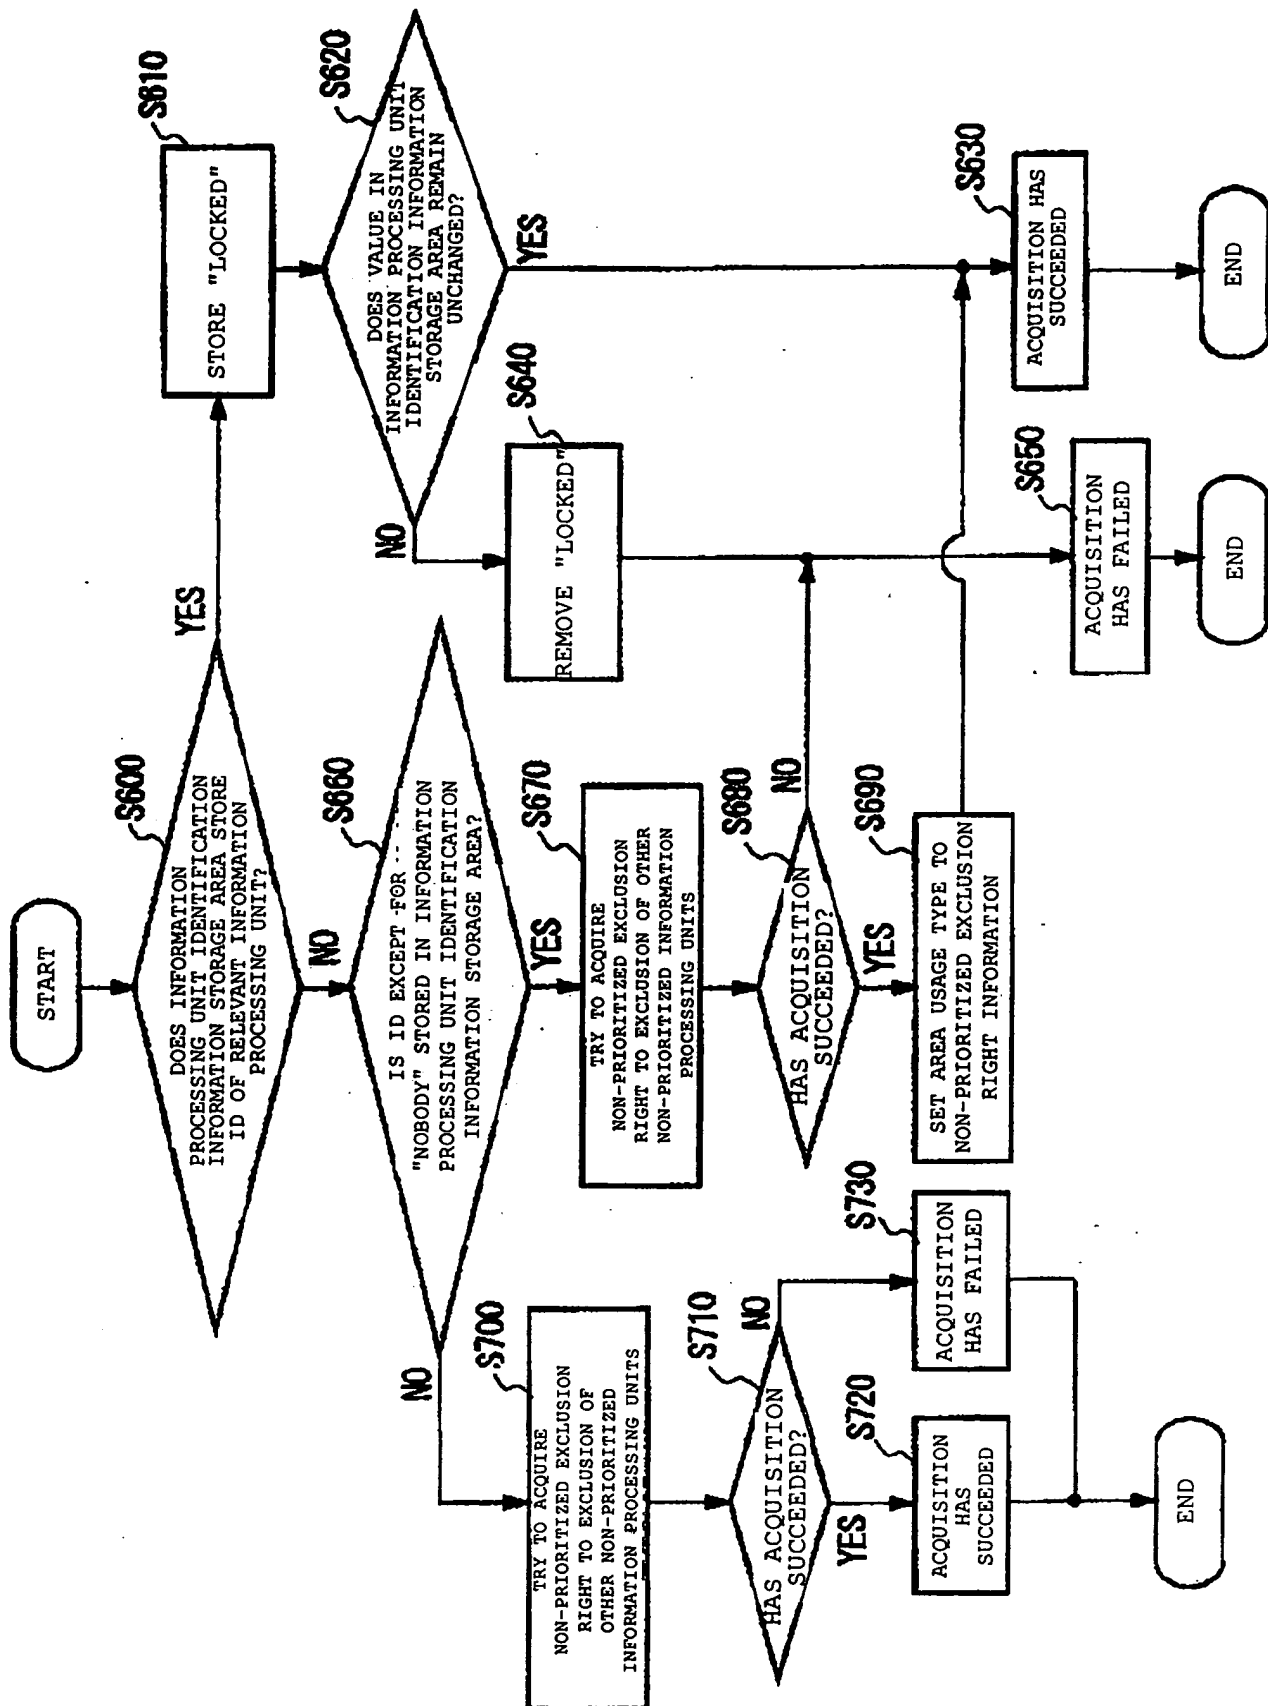 START
S600
DOES INFORMATION
PROCESSING UNIT IDENTIFICATION
INFORMATION STORAGE AREA STORE
ID OF RELEVANT INFORMATION
PROCESSING UNIT?
YES
NO
S610
STORE "LOCKED"
S620
DOES VALUE IN
INFORMATION PROCESSING UNIT
IDENTIFICATION INFORMATION
STORAGE AREA REMAIN
UNCHANGED?
YES
NO
S640
REMOVE "LOCKED"
S630
ACQUISITION HAS
SUCCEEDED
END
S650
ACQUISITION
HAS FAILED
END
S660
IS ID EXCEPT FOR
"NOBODY" STORED IN INFORMATION
PROCESSING UNIT IDENTIFICATION
INFORMATION STORAGE AREA?
YES
NO
S670
TRY TO ACQUIRE
NON-PRIORITIZED EXCLUSION
RIGHT TO EXCLUSION OF OTHER
NON-PRIORITIZED INFORMATION
PROCESSING UNITS
S680
HAS ACQUISITION
SUCCEEDED?
NO
YES
S690
SET AREA USAGE TYPE TO
NON-PRIORITIZED EXCLUSION
RIGHT INFORMATION
S700
TRY TO ACQUIRE
NON-PRIORITIZED EXCLUSION
RIGHT TO EXCLUSION OF
OTHER NON-PRIORITIZED
INFORMATION PROCESSING UNITS
S710
HAS ACQUISITION
SUCCEEDED?
NO
YES
S720
ACQUISITION
HAS
SUCCEEDED
S730
ACQUISITION
HAS FAILED
END